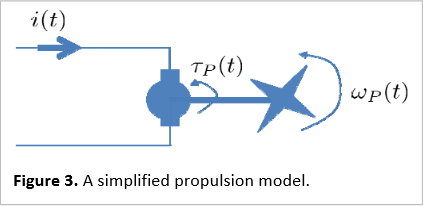 i(t)
τP(t)
ωP(t)
Figure 3. A simplified propulsion model.